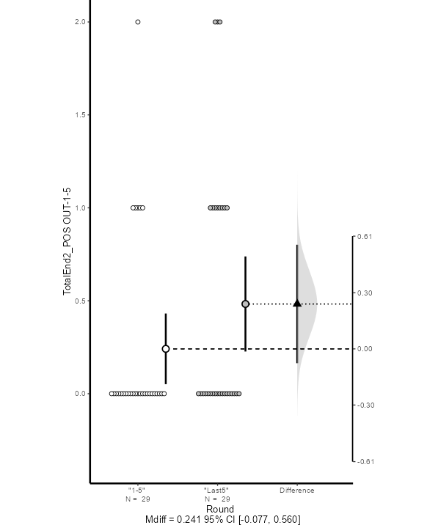 2.0
1.5
1.0
0.5
0.0
TotalEnd2_POS OUT-1-5
0.61
0.30
0.00
-0.30
-0.61
"1-5"
N = 29
"Last5"
N = 29
Difference
Round
Mdiff = 0.241 95% CI [-0.077, 0.560]